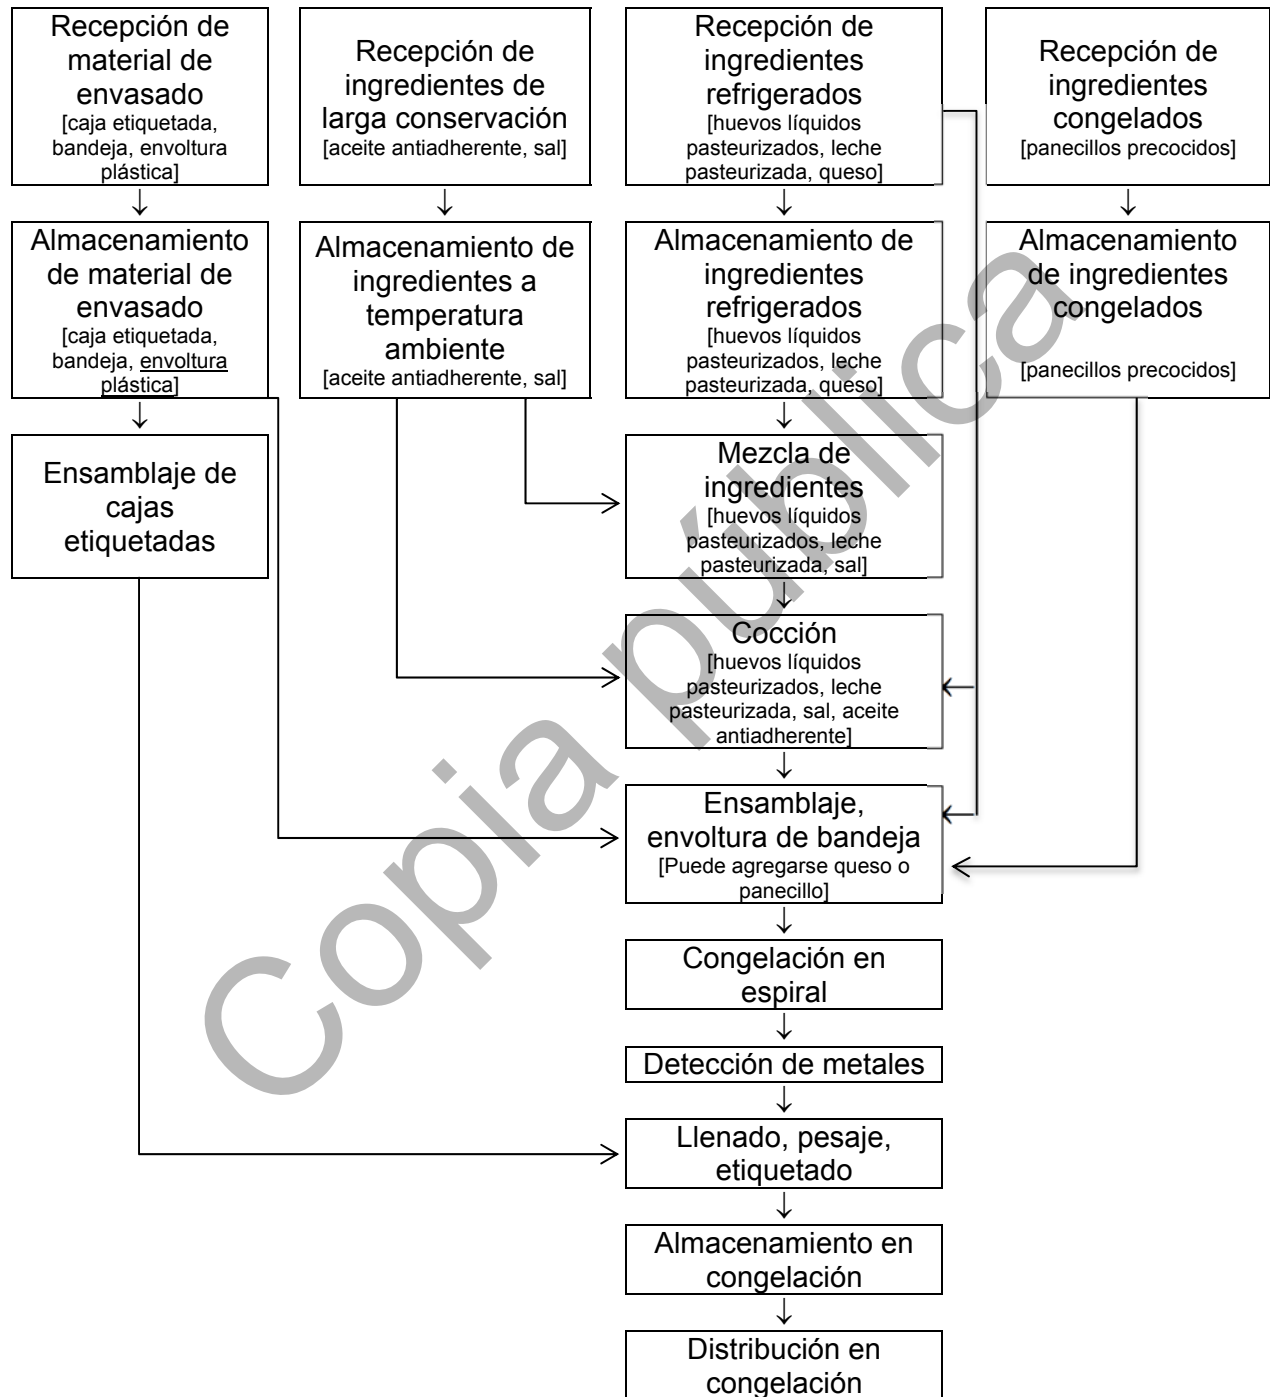 Recepción de
material de
envasado
[caja etiquetada,
bandeja, envoltura
plástica]
Recepción de
ingredientes de
larga conservación
[aceite antiadherente, sal]
Recepción de
ingredientes
refrigerados
[huevos líquidos
pasteurizados, leche
pasteurizada, queso]
Recepción de
ingredientes
congelados
[panecillos precocidos]
Almacenamiento
de material de
envasado
[caja etiquetada,
bandeja, envoltura
plástica]
Almacenamiento de
ingredientes a
temperatura
ambiente
[aceite antiadherente, sal]
Almacenamiento de
ingredientes
refrigerados
[huevos líquidos
pasteurizados, leche
pasteurizada, queso]
Almacenamiento
de ingredientes
congelados
[panecillos precocidos]
Ensamblaje de
cajas
etiquetadas
Mezcla de
ingredientes
[huevos líquidos
pasteurizados, leche
pasteurizada, sal]
Cocción
[huevos líquidos
pasteurizados, leche
pasteurizada, sal, aceite
antiadherente]
Ensamblaje,
envoltura de bandeja
[Puede agregarse queso o
panecillo]
Congelación en
espiral
Detección de metales
Llenado, pesaje,
etiquetado
Almacenamiento en
congelación
Distribución en
congelación
Copia pública